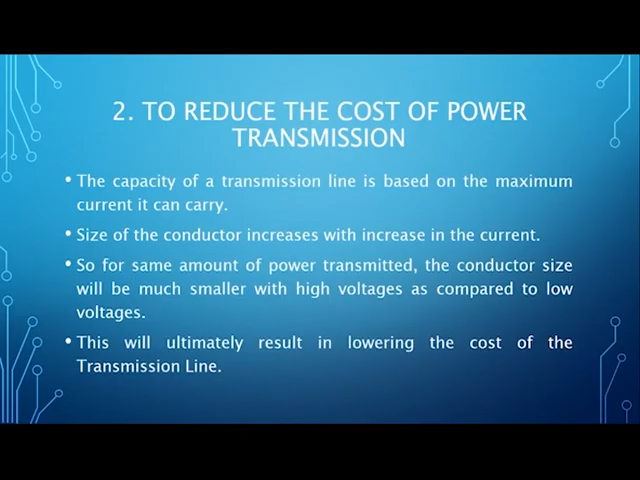 2. TO REDUCE THE COST OF POWER
TRANSMISSION
• The capacity of a transmission line is based on the maximum
current it can carry.
• Size of the conductor increases with increase in the current.
• So for same amount of power transmitted, the conductor size
will be much smaller with high voltages as compared to low
voltages.
• This will ultimately result in lowering the cost of the
Transmission Line.